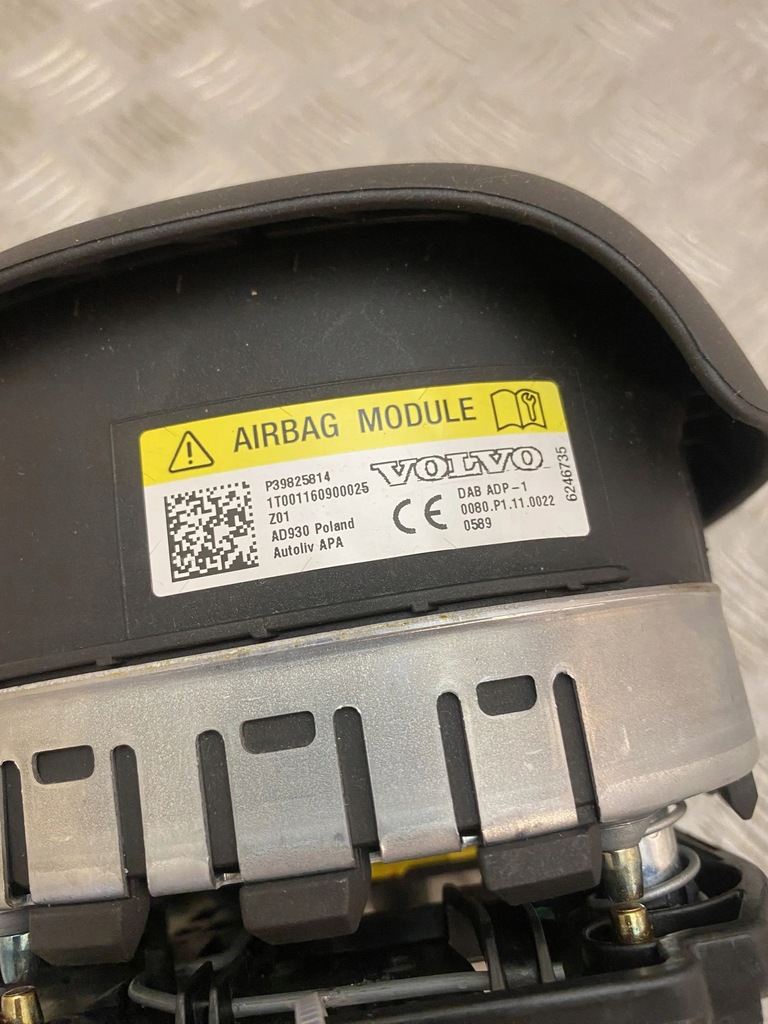 AIRBAG MODULE
P39825814
1T001160900025
Z01
AD930 Poland
Autoliv APA
VOLVO
CE
DAB ADP-1
0080.P1.11.0022
0589
6246735